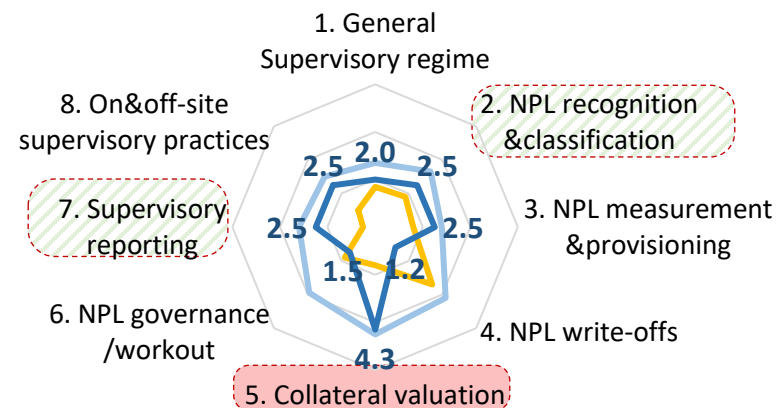 1. General
Supervisory regime
2. NPL recognition
&classification
3. NPL measurement
&provisioning
4. NPL write-offs
5. Collateral valuation
6. NPL governance
/workout
7. Supervisory
reporting
8. On&off-site
supervisory practices
2.0
2.5
2.5
1.2
4.3
1.5
2.5
2.5